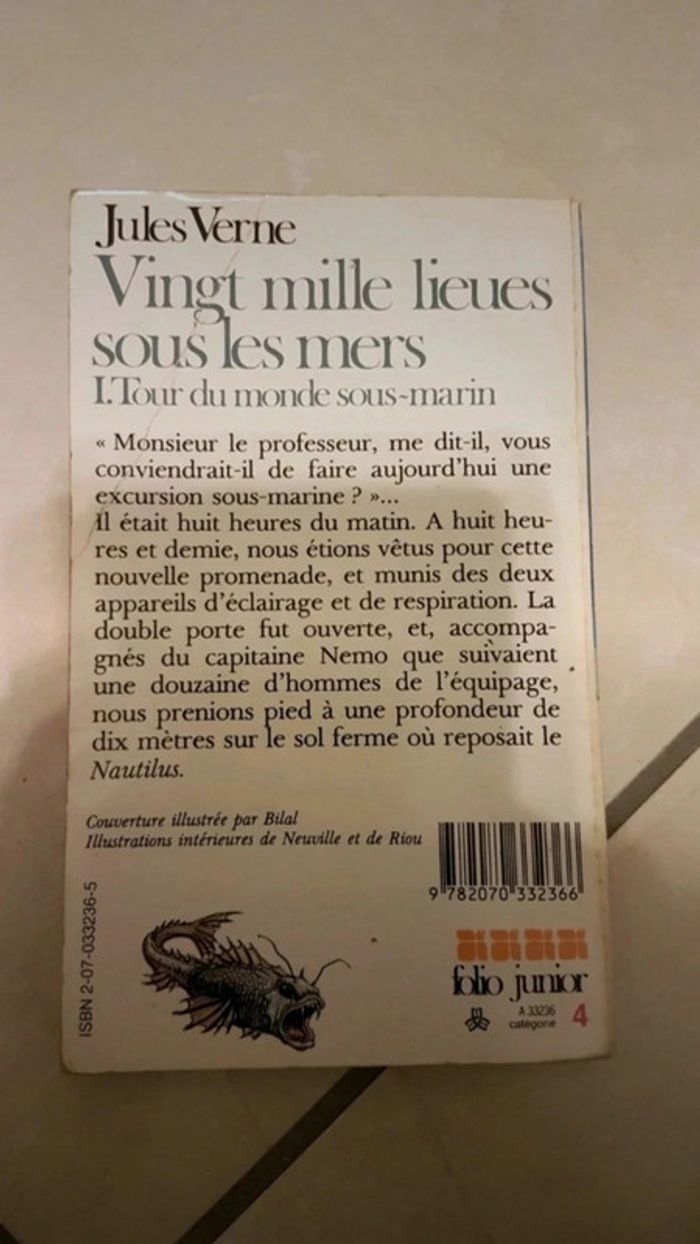 Jules Verne
Vingt mille lieues
sous les mers
I.Tour du monde sous-marin
« Monsieur le professeur, me dit-il, vous
conviendrait-il de faire aujourd'hui une
excursion sous-marine ? »...
Il était huit heures du matin. A huit heu-
res et demie, nous étions vêtus pour cette
nouvelle promenade, et munis des deux
appareils d'éclairage et de respiration. La
double porte fut ouverte, et, accompa-
gnés du capitaine Nemo que suivaient
une douzaine d'hommes de l'équipage,
nous prenions pied à une profondeur de
dix mètres sur le sol ferme où reposait le
Nautilus.
Couverture illustrée par Bilal
Illustrations intérieures de Neuville et de Riou
ISBN 2-07-033236-5
9 782070 332366
folio junior
A 33236
catégorie 4